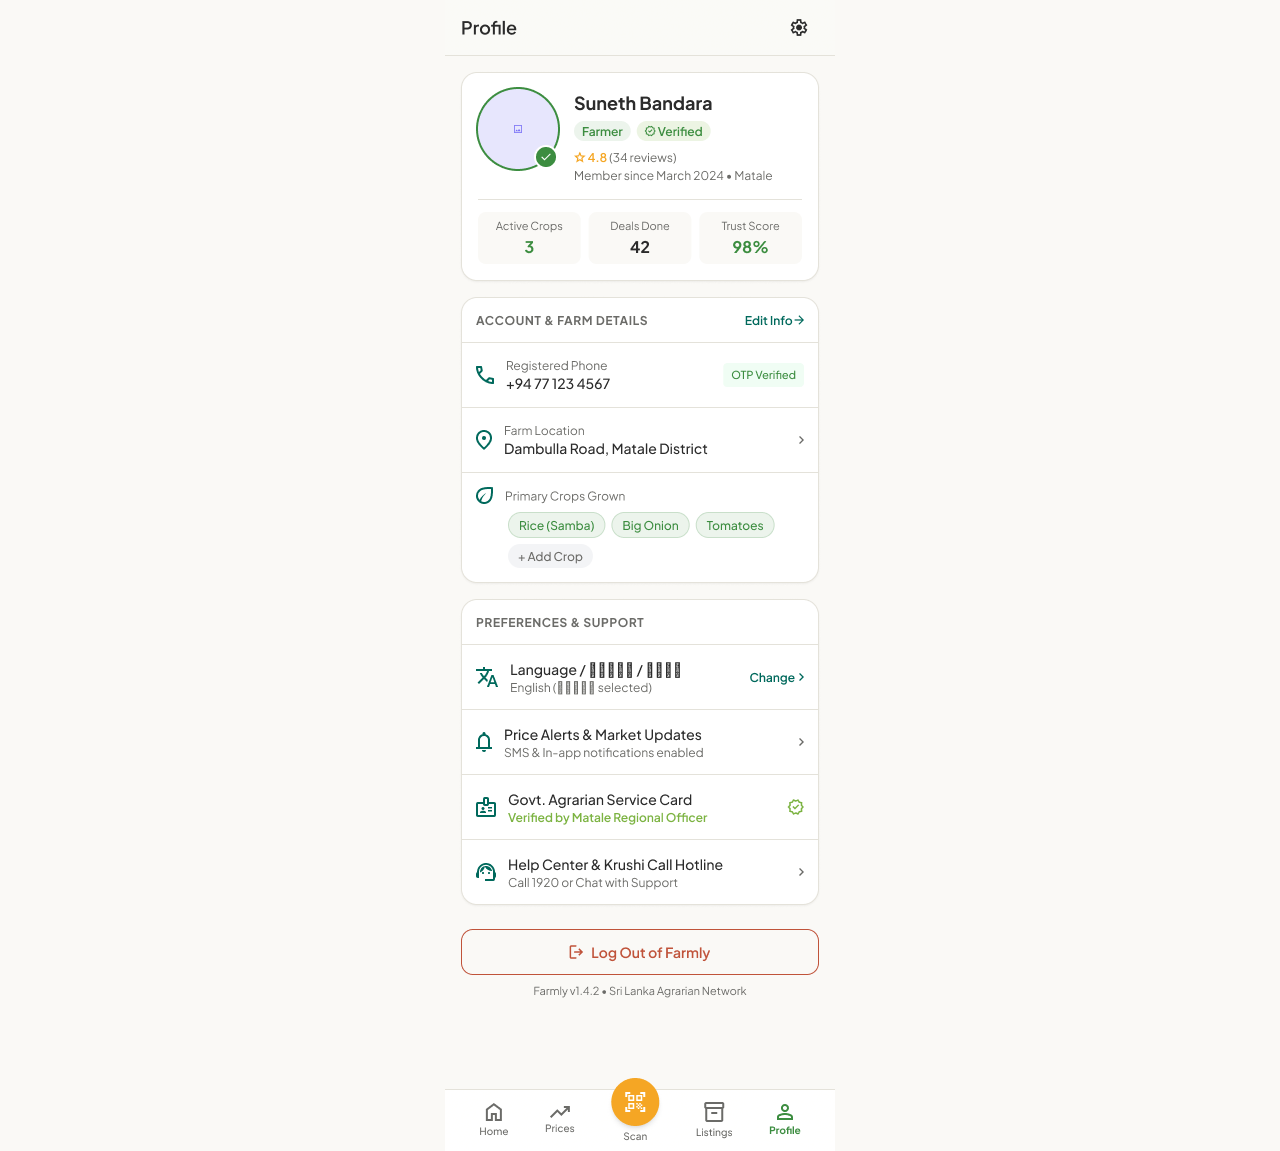 Profile
Suneth Bandara
Farmer
Verified
4.8 (34 reviews)
Member since March 2024 • Matale
Active Crops
3
Deals Done
42
Trust Score
98%
ACCOUNT & FARM DETAILS
Edit Info
Registered Phone
+94 77 123 4567
OTP Verified
Farm Location
Dambulla Road, Matale District
Primary Crops Grown
Rice (Samba)
Big Onion
Tomatoes
+ Add Crop
PREFERENCES & SUPPORT
Language / /
English ( selected)
Change
Price Alerts & Market Updates
SMS & In-app notifications enabled
Govt. Agrarian Service Card
Verified by Matale Regional Officer
Help Center & Krushi Call Hotline
Call 1920 or Chat with Support
Log Out of Farmly
Farmly v1.4.2 • Sri Lanka Agrarian Network
Home
Prices
Scan
Listings
Profile